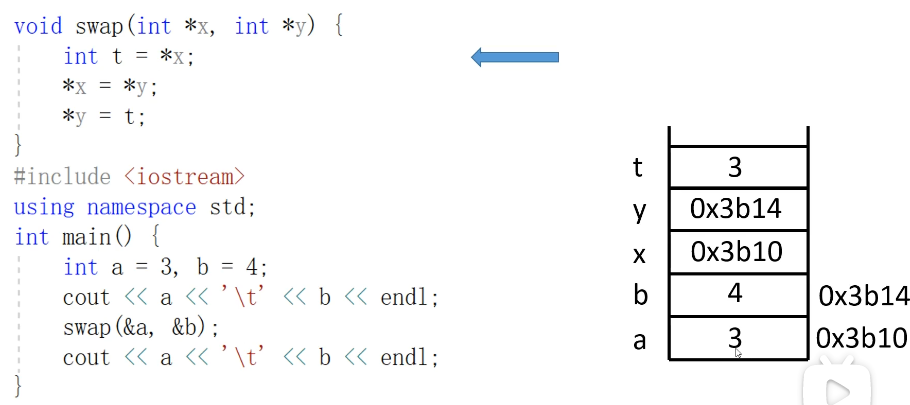 void swap(int *x, int *y) {
    int t = *x;
    *x = *y;
    *y = t;
}
#include <iostream>
using namespace std;
int main() {
    int a = 3, b = 4;
    cout << a << '\t' << b << endl;
    swap(&a, &b);
    cout << a << '\t' << b << endl;
}
t 3
y 0x3b14
x 0x3b10
b 4 0x3b14
a 3 0x3b10